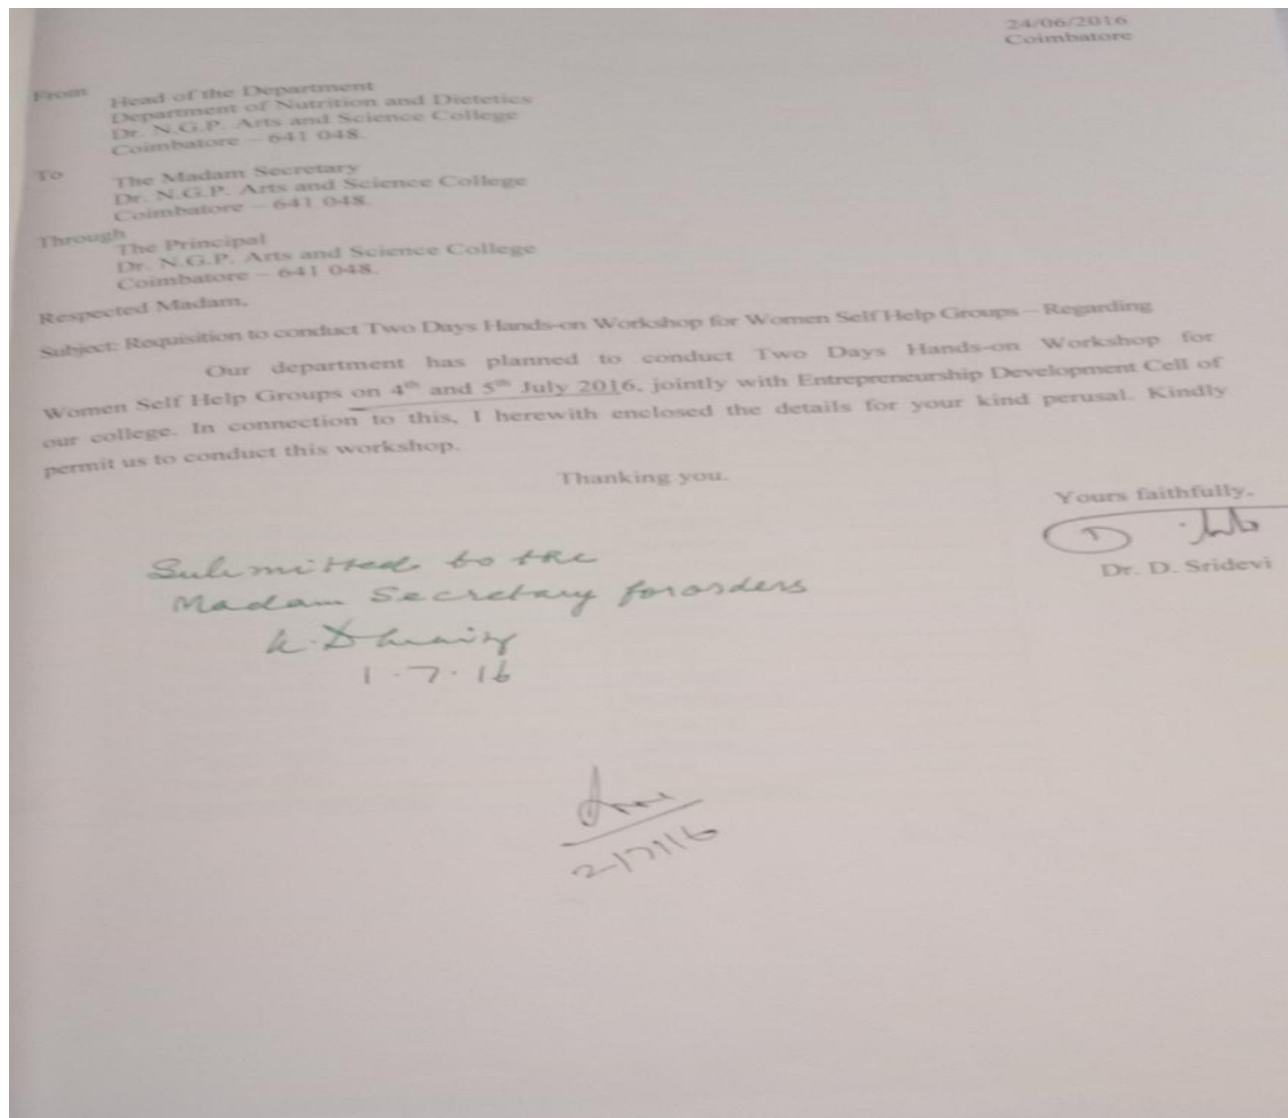 24/06/2016
Coimbatore
From
Head of the Department
Department of Nutrition and Dietetics
Dr. N.G.P. Arts and Science College
Coimbatore – 641 048.
To
The Madam Secretary
Dr. N.G.P. Arts and Science College
Coimbatore – 641 048.
Through
The Principal
Dr. N.G.P. Arts and Science College
Coimbatore – 641 048.
Respected Madam,
Subject: Requisition to conduct Two Days Hands-on Workshop for Women Self Help Groups – Regarding
Our department has planned to conduct Two Days Hands-on Workshop for
Women Self Help Groups on 4th and 5th July 2016, jointly with Entrepreneurship Development Cell of
our college. In connection to this, I herewith enclosed the details for your kind perusal. Kindly
permit us to conduct this workshop.
Thanking you.
Yours faithfully,
Dr. D. Sridevi
Submitted to the
Madam Secretary for orders
1.7.16
2/7/16